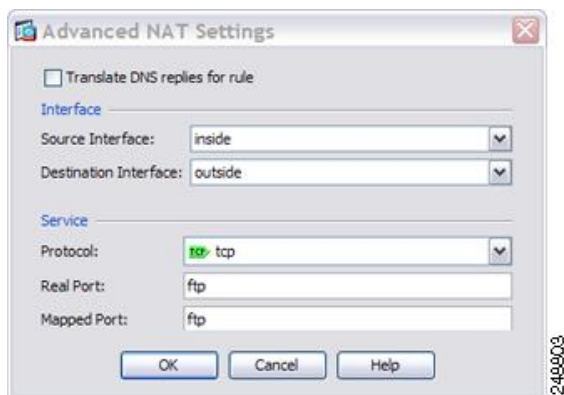 Advanced NAT Settings
Translate DNS replies for rule
Interface
Source Interface: inside
Destination Interface: outside
Service
Protocol: TCP tcp
Real Port: ftp
Mapped Port: ftp
OK Cancel Help
248803